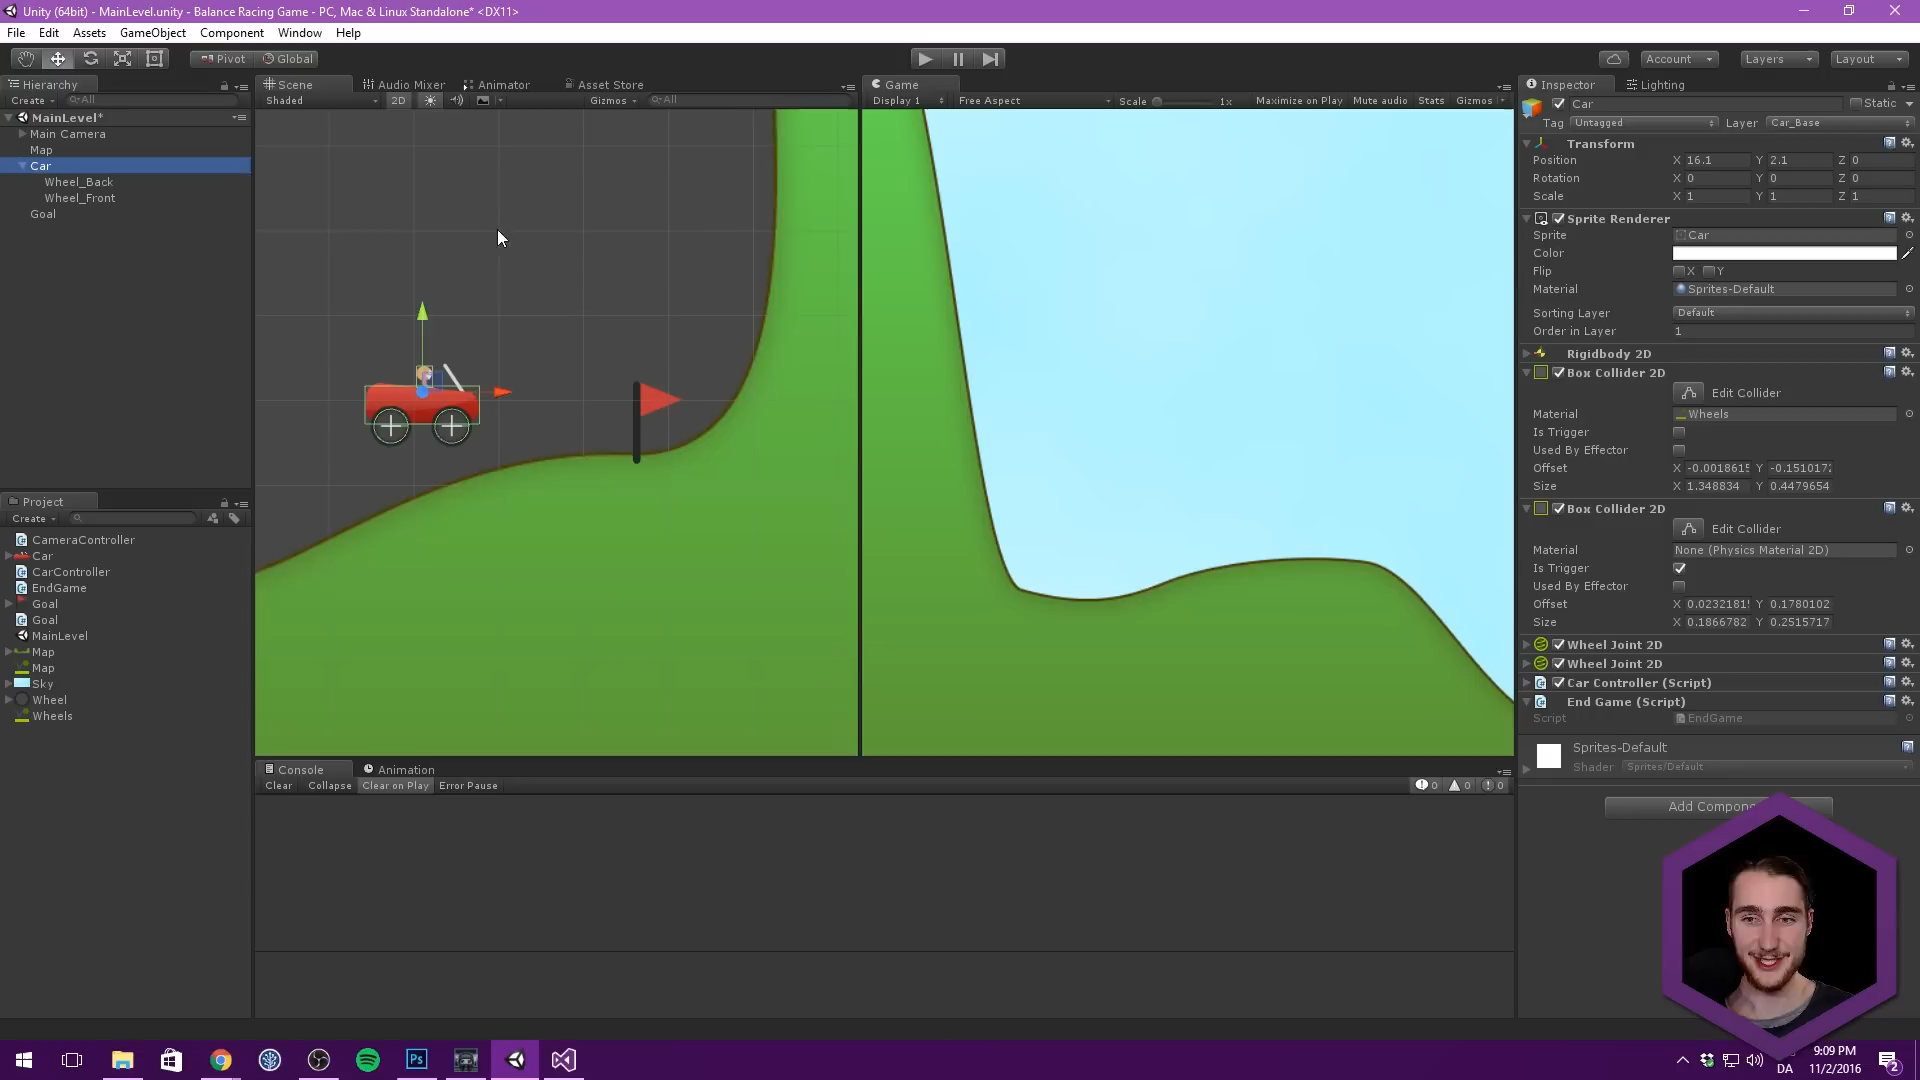 Unity (64bit) - MainLevel.unity - Balance Racing Game - PC, Mac & Linux Standalone* <DX11>
File Edit Assets GameObject Component Window Help
Pivot Global Account Layers Layout
Hierarchy
Create All
MainLevel*
Main Camera
Map
Car
Wheel_Back
Wheel_Front
Goal
Project
Create
CameraController
Car
CarController
EndGame
Goal
Goal
MainLevel
Map
Map
Sky
Wheel
Wheels
Scene Audio Mixer Animator Asset Store
Shaded 2D Gizmos All
Game
Display 1 Free Aspect Scale 1x Maximize on Play Mute audio Stats Gizmos
Console Animation
Clear Collapse Clear on Play Error Pause 0 0 0
Inspector Lighting
Car Static
Tag Untagged Layer Car_Base
Transform
Position X 16.1 Y 2.1 Z 0
Rotation X 0 Y 0 Z 0
Scale X 1 Y 1 Z 1
Sprite Renderer
Sprite Car
Color
Flip X Y
Material Sprites-Default
Sorting Layer Default
Order in Layer 1
Rigidbody 2D
Box Collider 2D
Edit Collider
Material Wheels
Is Trigger
Used By Effector
Offset X -0.001861 Y -0.151017
Size X 1.348834 Y 0.4479654
Box Collider 2D
Edit Collider
Material None (Physics Material 2D)
Is Trigger
Used By Effector
Offset X 0.0232181 Y 0.1780102
Size X 0.1866782 Y 0.2515717
Wheel Joint 2D
Wheel Joint 2D
Car Controller (Script)
End Game (Script)
Script EndGame
Sprites-Default
Shader Sprites/Default
Add Compon
Ps
9:09 PM
DA 11/2/2016 2